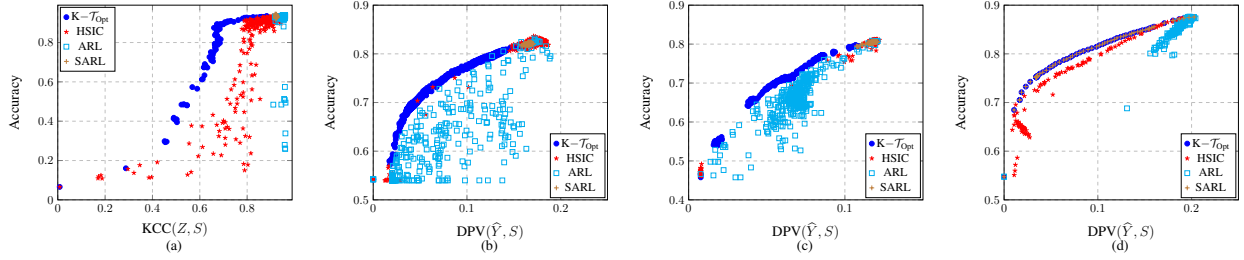 Accuracy
0.8
0.6
0.4
0.2
0
0
0.2
0.4
0.6
0.8
K−𝒯Opt
HSIC
ARL
SARL
KCC(Z, S)
(a)
Accuracy
0.9
0.8
0.7
0.6
0.5
0
0.1
0.2
K−𝒯Opt
HSIC
ARL
SARL
DPV(Ŷ, S)
(b)
Accuracy
0.9
0.8
0.7
0.6
0.5
0.4
0
0.1
K−𝒯Opt
HSIC
ARL
SARL
DPV(Ŷ, S)
(c)
Accuracy
0.9
0.8
0.7
0.6
0.5
0
0.1
0.2
K−𝒯Opt
HSIC
ARL
SARL
DPV(Ŷ, S)
(d)